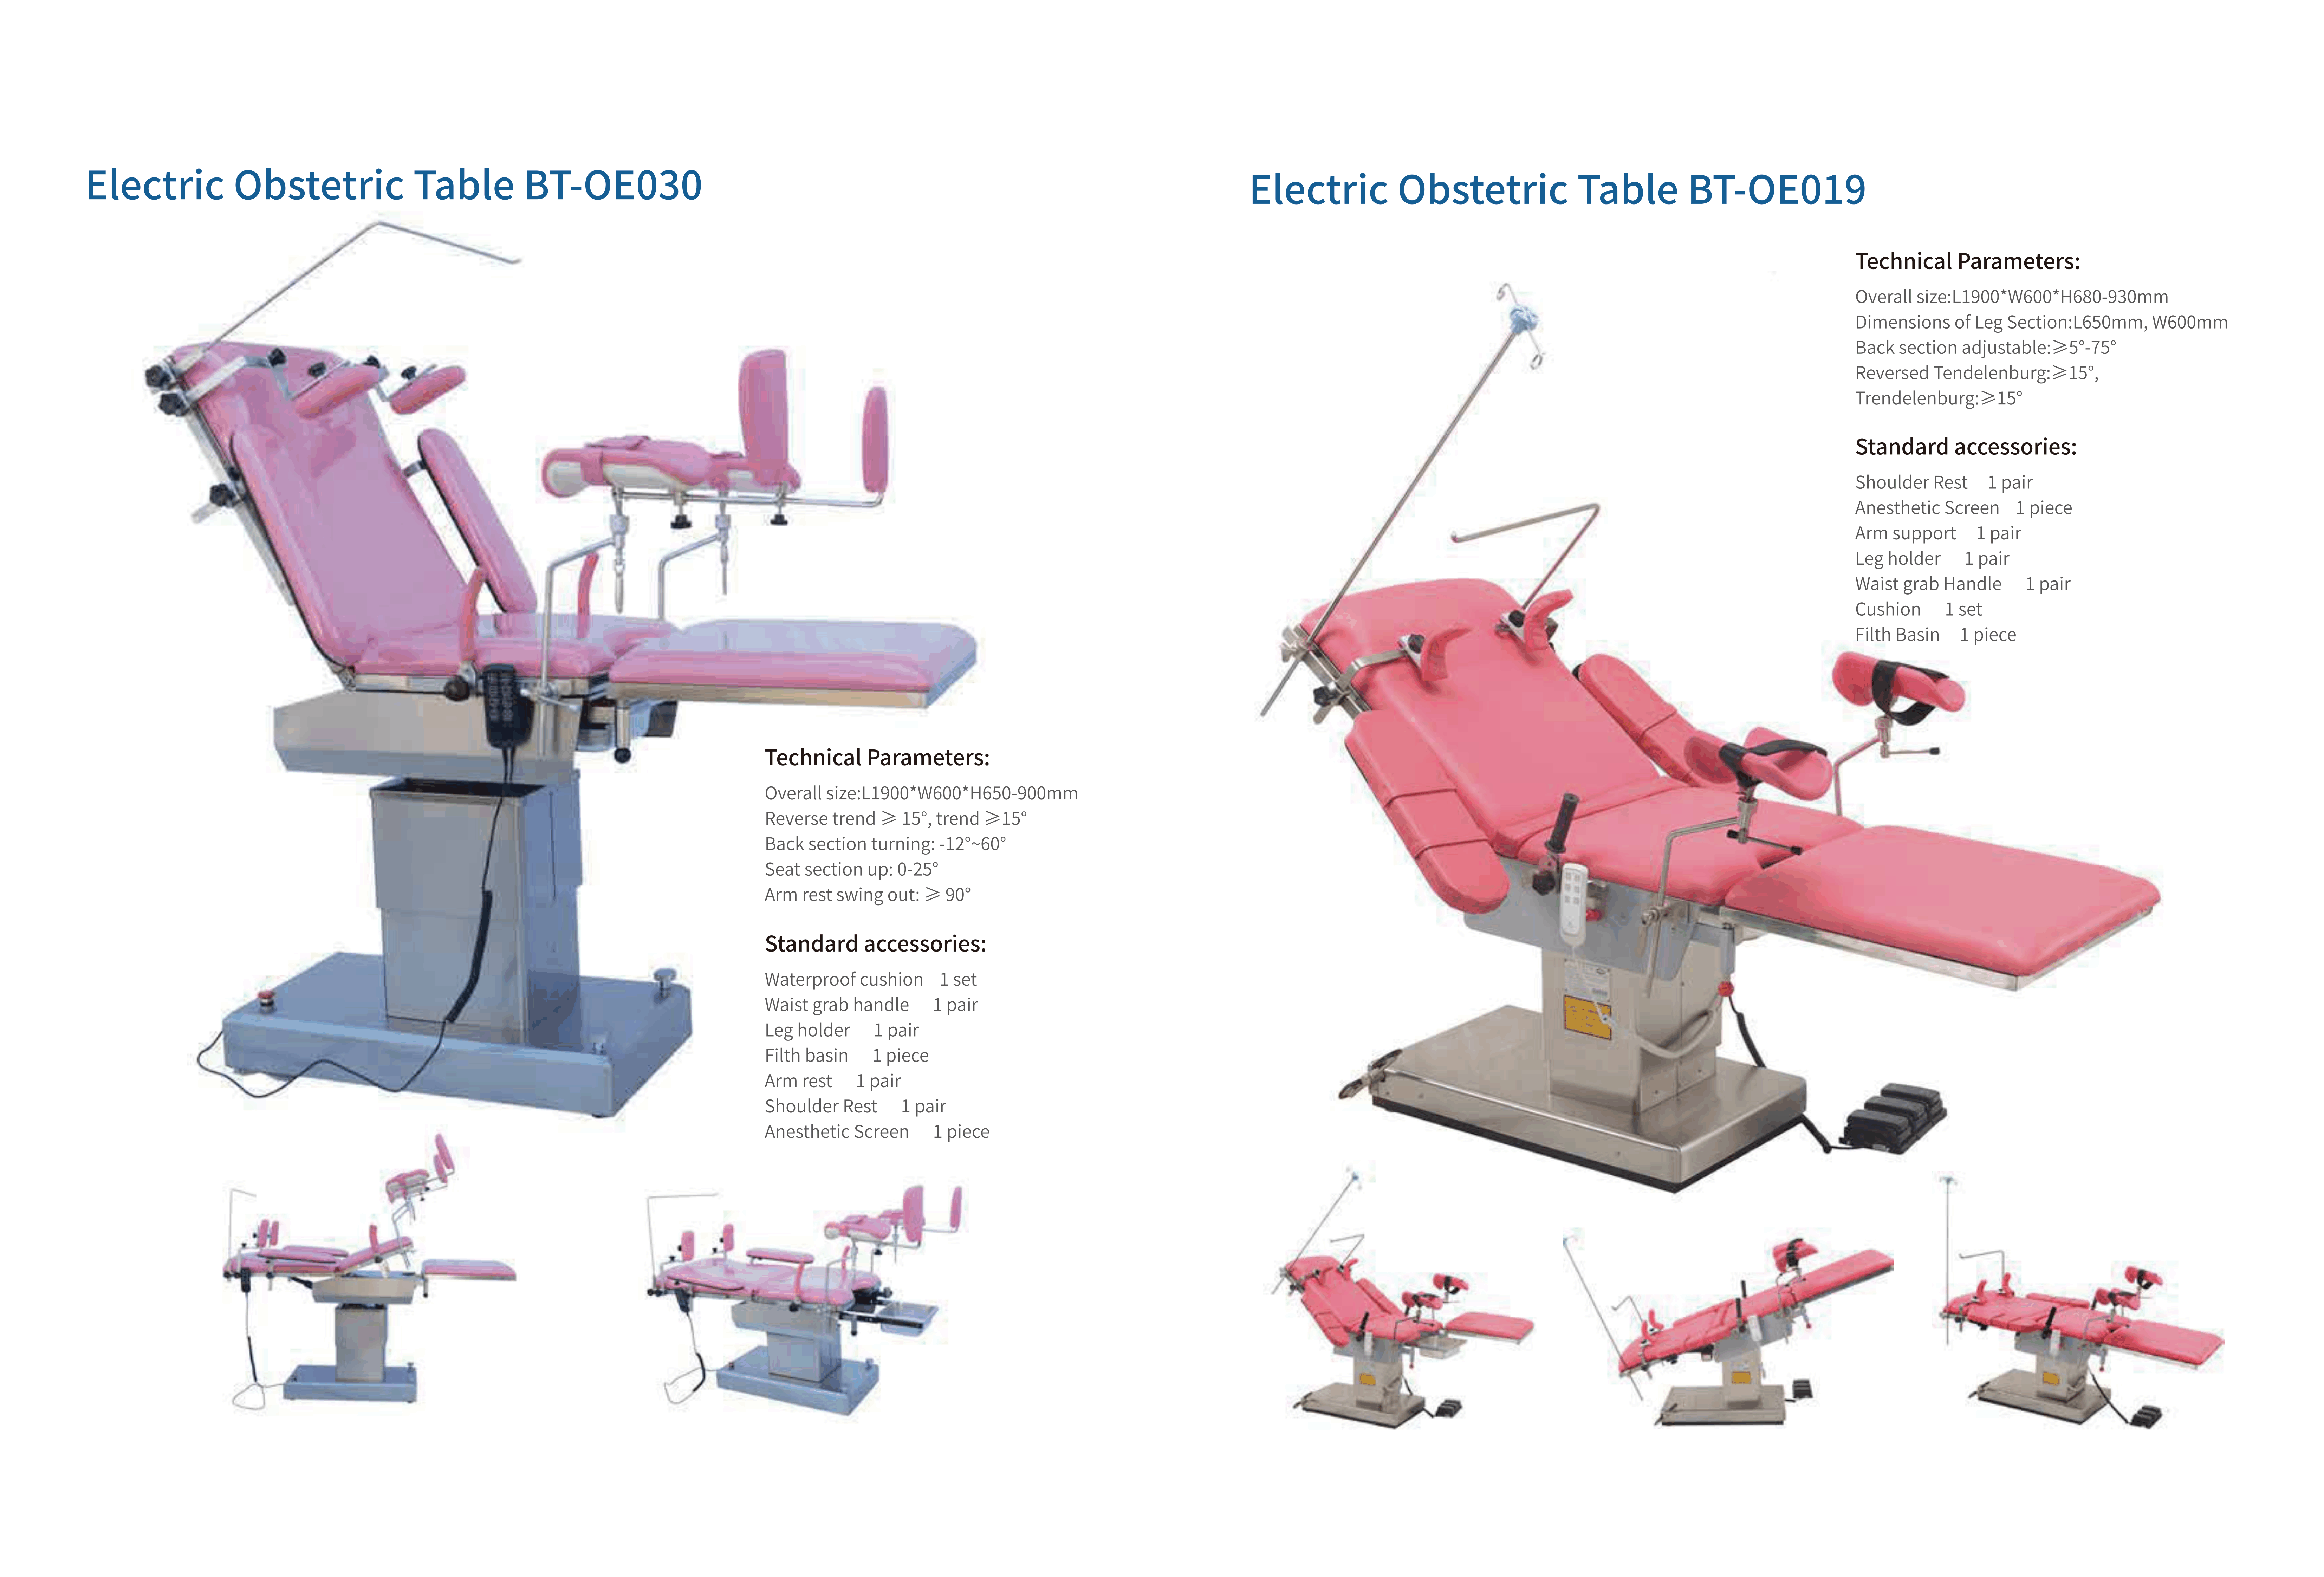 Electric Obstetric Table BT-OE030
Technical Parameters:
Overall size:L1900*W600*H650-900mm
Reverse trend ⩾ 15°, trend ⩾15°
Back section turning: -12°~60°
Seat section up: 0-25°
Arm rest swing out: ⩾ 90°
Standard accessories:
Waterproof cushion 1 set
Waist grab handle 1 pair
Leg holder 1 pair
Filth basin 1 piece
Arm rest 1 pair
Shoulder Rest 1 pair
Anesthetic Screen 1 piece
Electric Obstetric Table BT-OE019
Technical Parameters:
Overall size:L1900*W600*H680-930mm
Dimensions of Leg Section:L650mm, W600mm
Back section adjustable:⩾5°-75°
Reversed Tendelenburg:⩾15°,
Trendelenburg:⩾15°
Standard accessories:
Shoulder Rest 1 pair
Anesthetic Screen 1 piece
Arm support 1 pair
Leg holder 1 pair
Waist grab Handle 1 pair
Cushion 1 set
Filth Basin 1 piece